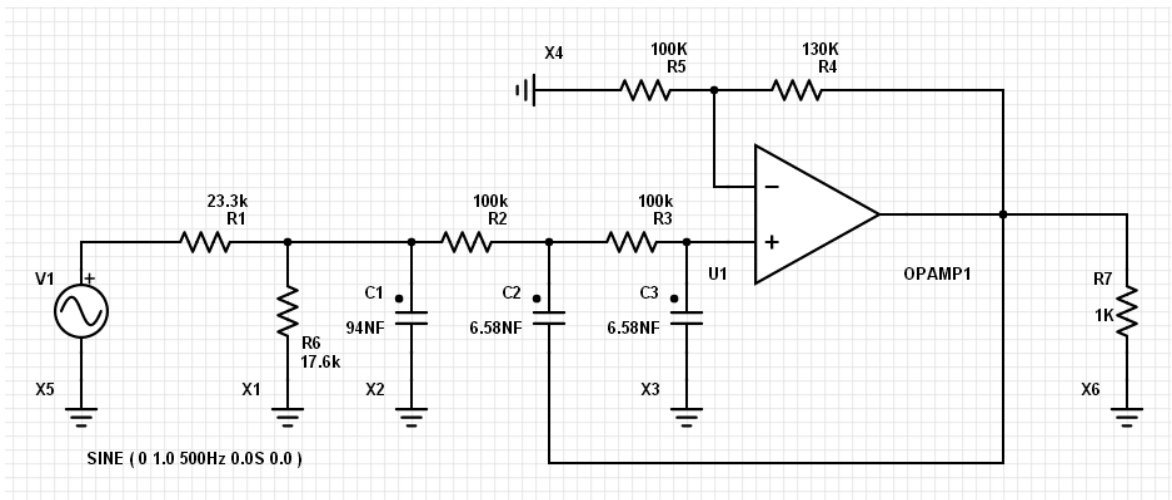 X4
100K
R5
130K
R4
23.3k
R1
100k
R2
100k
R3
−
+
U1
OPAMP1
V1
+
C1
94NF
C2
6.58NF
C3
6.58NF
R6
17.6k
R7
1K
X5
X1
X2
X3
X6
SINE ( 0 1.0 500Hz 0.0S 0.0 )